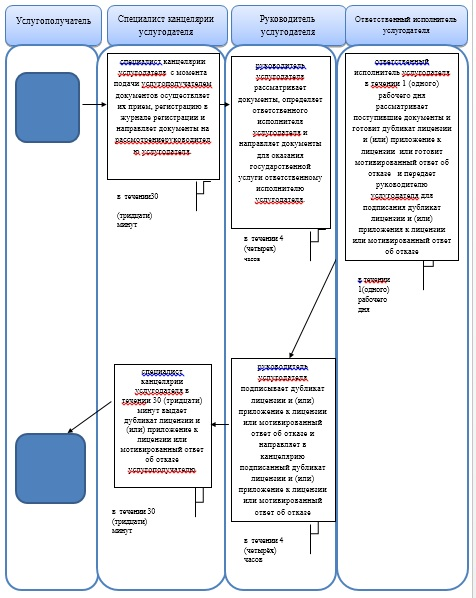 Услугополучатель
Специалист канцелярии
услугодателя
Руководитель
услугодателя
Ответственный исполнитель
услугодателя
специалист канцелярии
услугодателя с момента
подачи услугополучателем
документов осуществляет
их прием, регистрацию в
журнале регистрации и
направляет документы на
рассмотрениеруководител
ю услугодателя
в течении30
(тридцати)
минут
руководитель
услугодателя
рассматривает
документы, определяет
ответственного
исполнителя
услугодателя и
направляет документы
для оказания
государственной
услуги ответственному
исполнителю
услугодателя
в течении 4
(четырех)
часов
ответственный
исполнитель услугодателя
в течении 1 (одного)
рабочего дня
рассматривает
поступившие документы и
готовит дубликат лицензии
и (или) приложение к
лицензии или готовит
мотивированный ответ об
отказе и передает
руководителю
услугодателя для
подписания дубликат
лицензии и (или)
приложения к лицензии
или мотивированный ответ
об отказе
в течении
1(одного)
рабочего
дня
руководитель
услугодателя
подписывает дубликат
лицензии и (или)
приложение к лицензии
или мотивированный
ответ об отказе и
направляет в
канцелярию
подписанный дубликат
лицензии и (или)
приложение к лицензии
или мотивированный
ответ об отказе
в течении 4
(четырёх)
часов
специалист
канцелярии
услугодателя в
течении 30 (тридцати)
минут выдает
дубликат лицензии и
(или) приложение к
лицензии или
мотивированный ответ
об отказе
услугополучателю
в течении 30
(тридцати)
минут